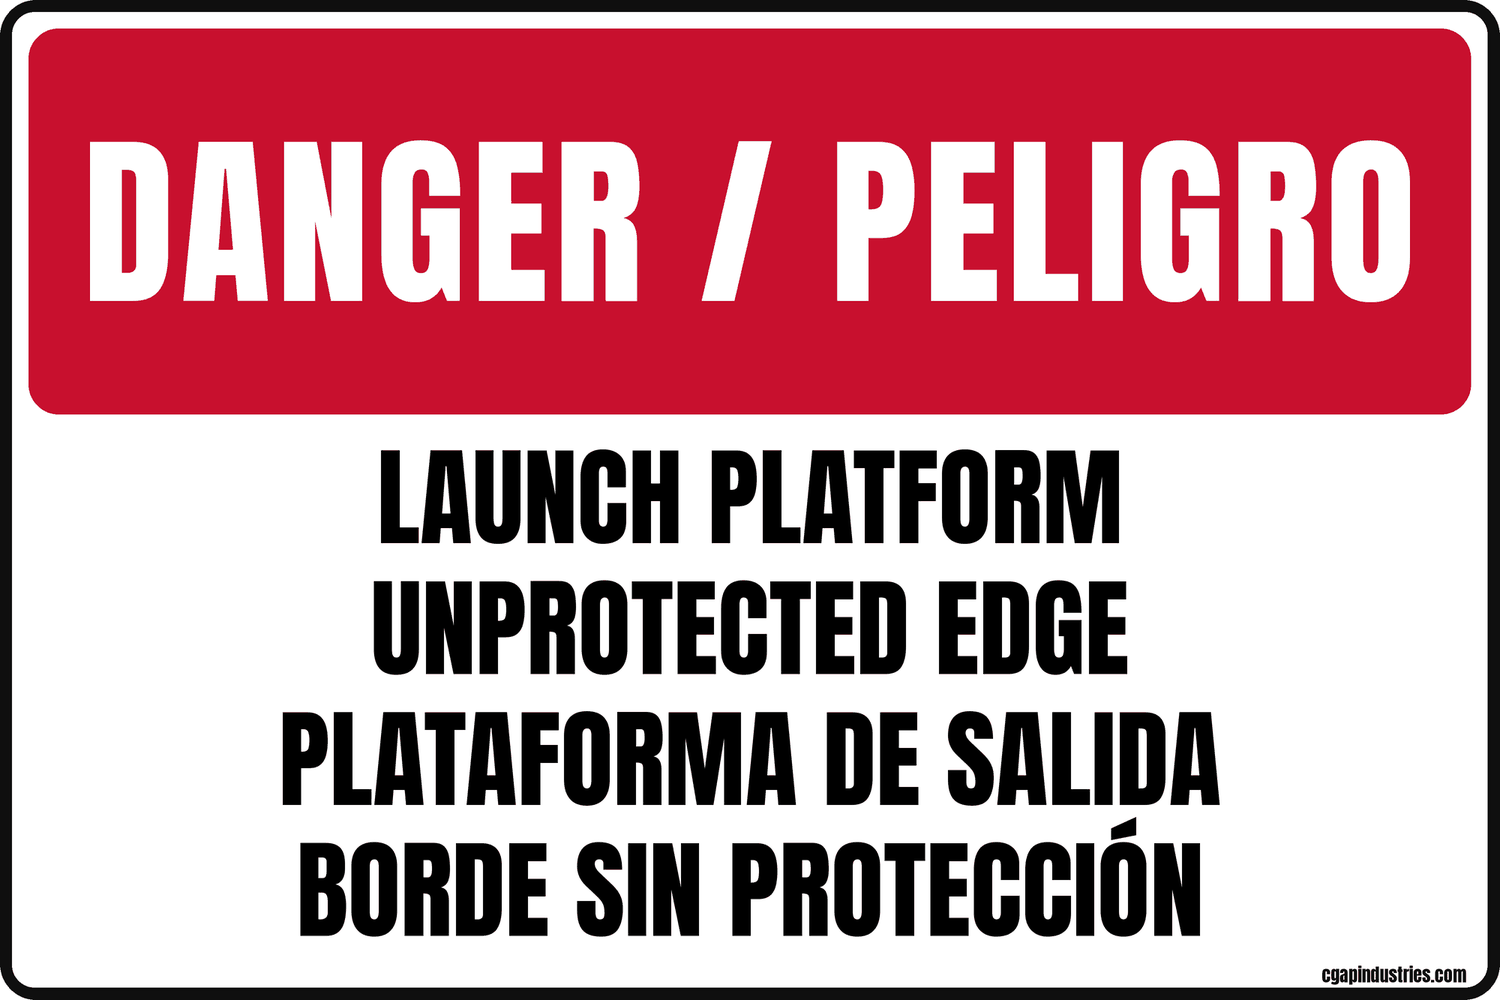 DANGER / PELIGRO
LAUNCH PLATFORM
UNPROTECTED EDGE
PLATAFORMA DE SALIDA
BORDE SIN PROTECCIÓN
cgapindustries.com